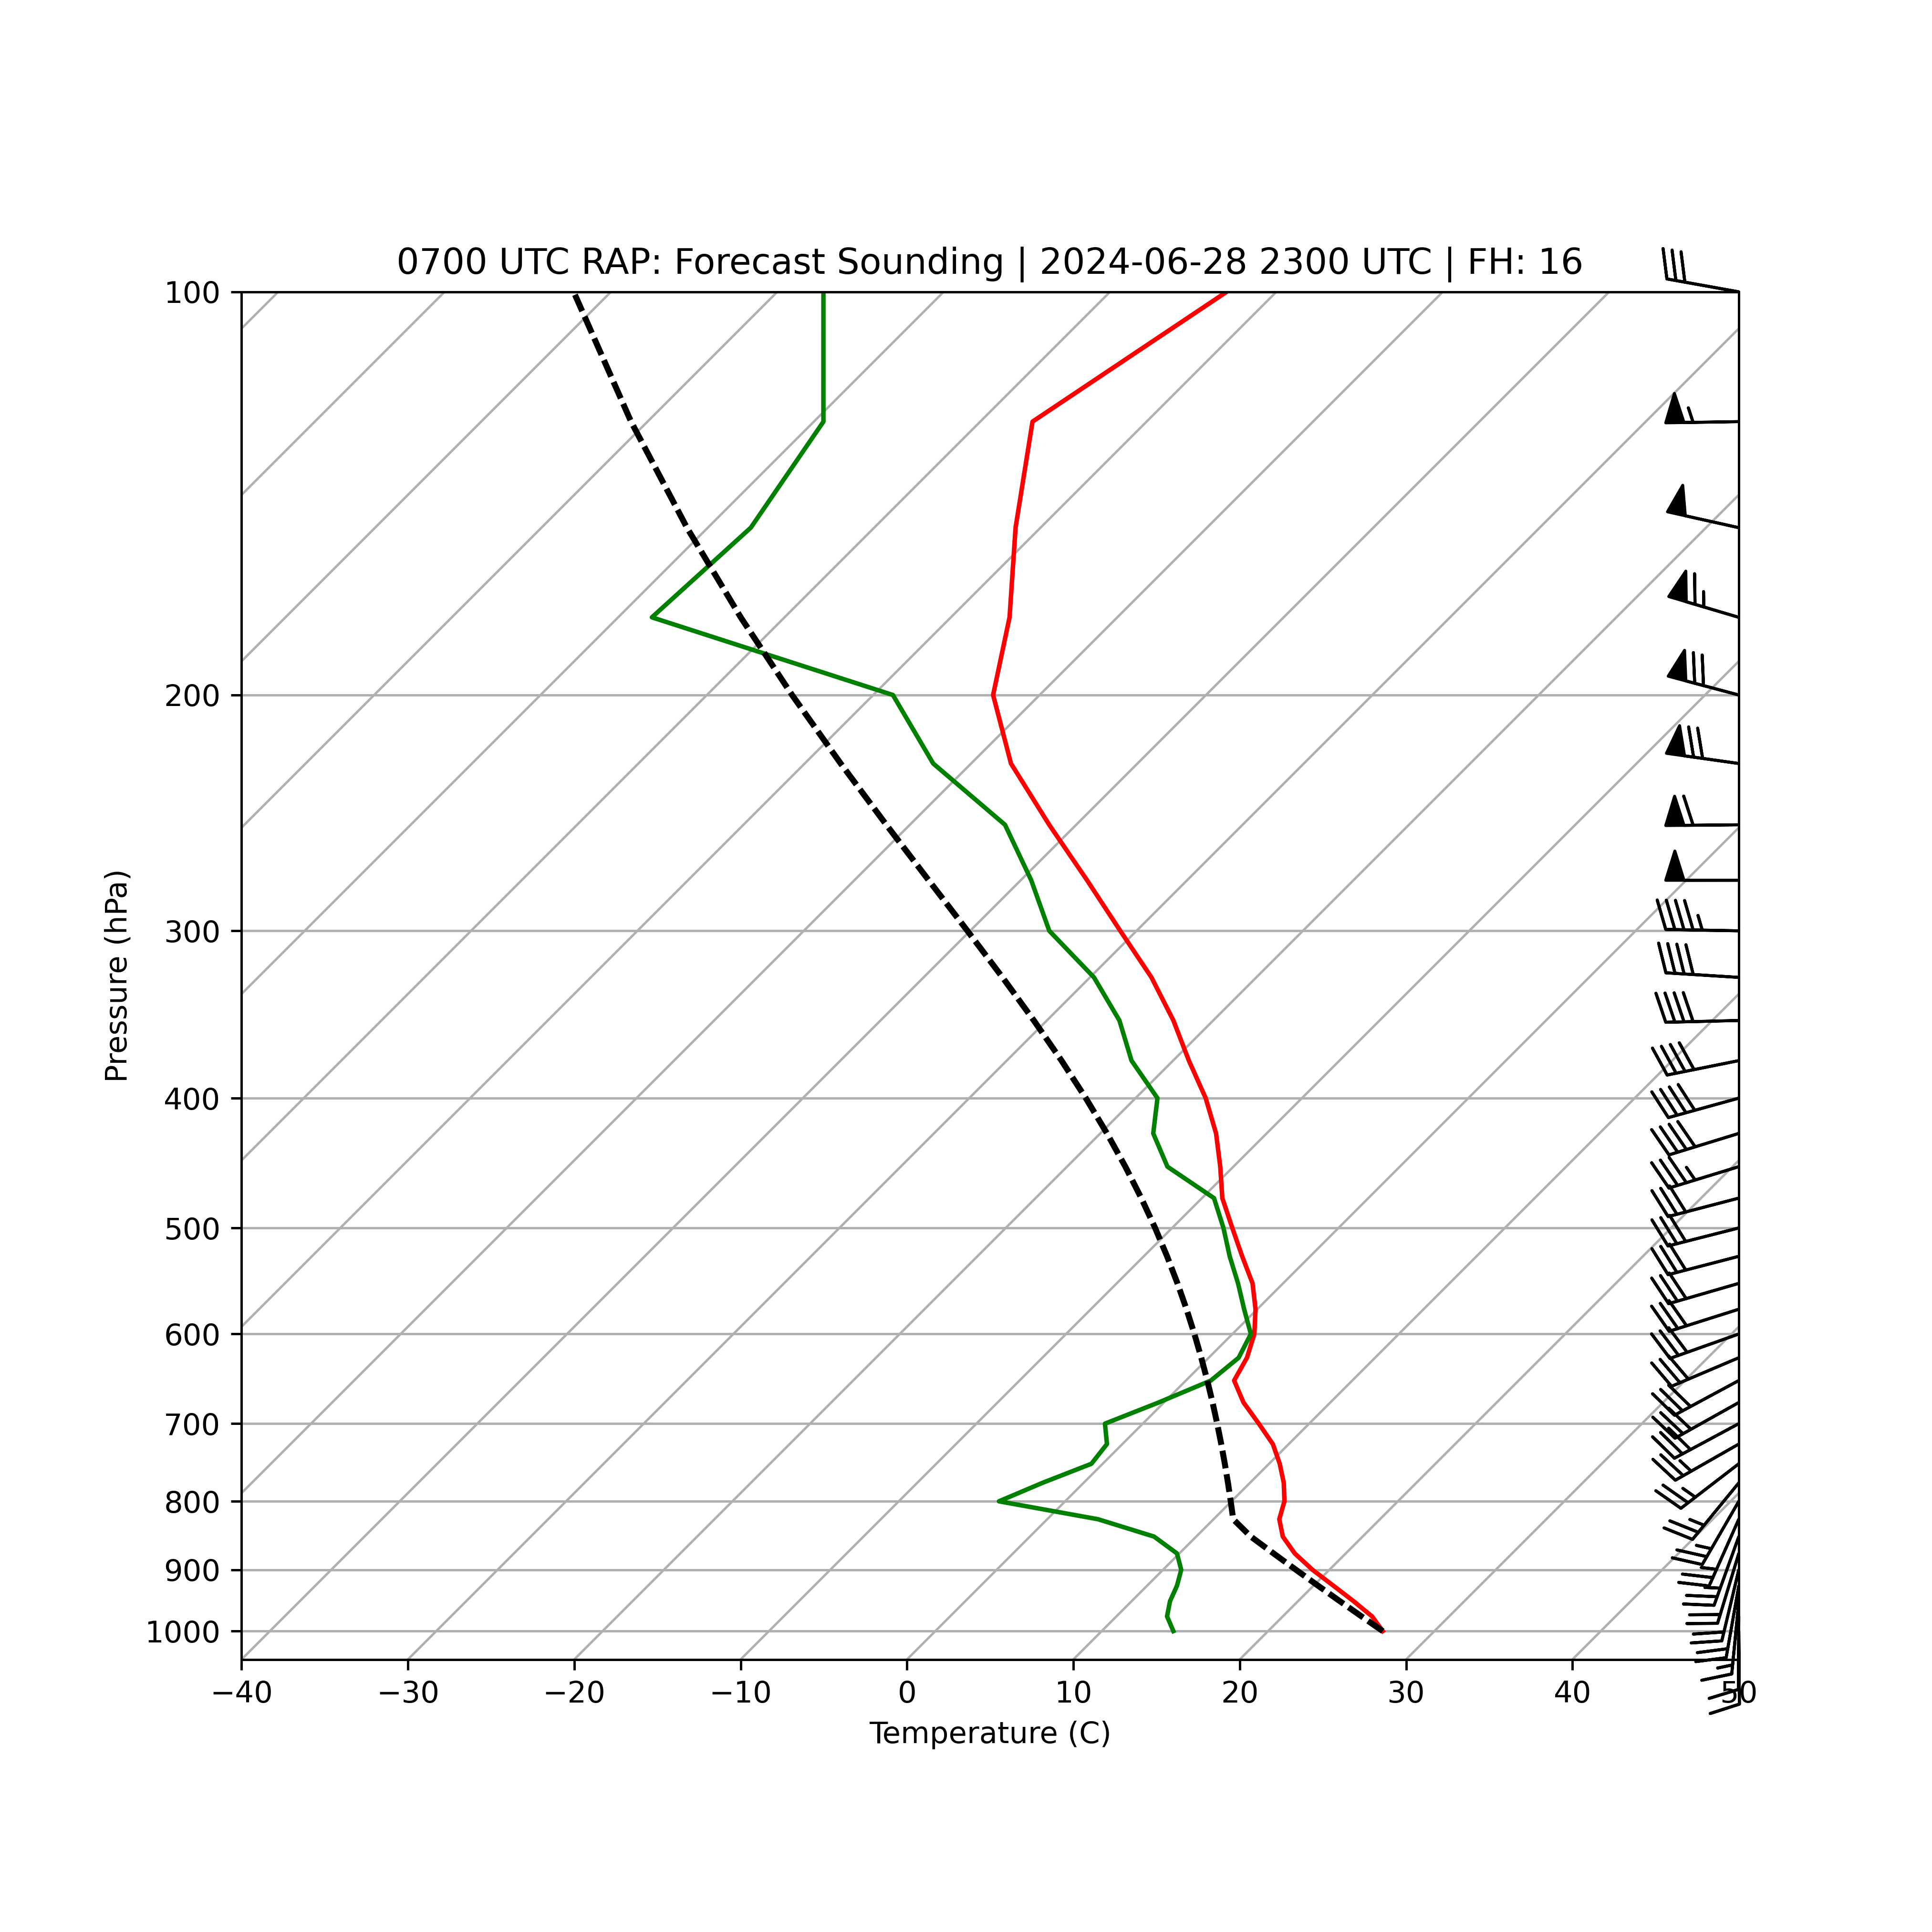 0700 UTC RAP: Forecast Sounding | 2024-06-28 2300 UTC | FH: 16
100
200
300
400
500
600
700
800
900
1000
Pressure (hPa)
−40 −30 −20 −10 0 10 20 30 40 50
Temperature (C)